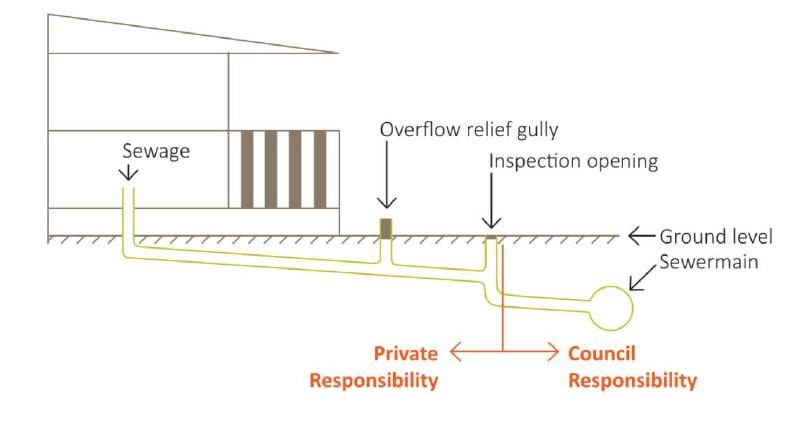 Overflow relief gully
Sewage
Inspection opening
Ground level
Sewermain
Private
Responsibility
Council
Responsibility